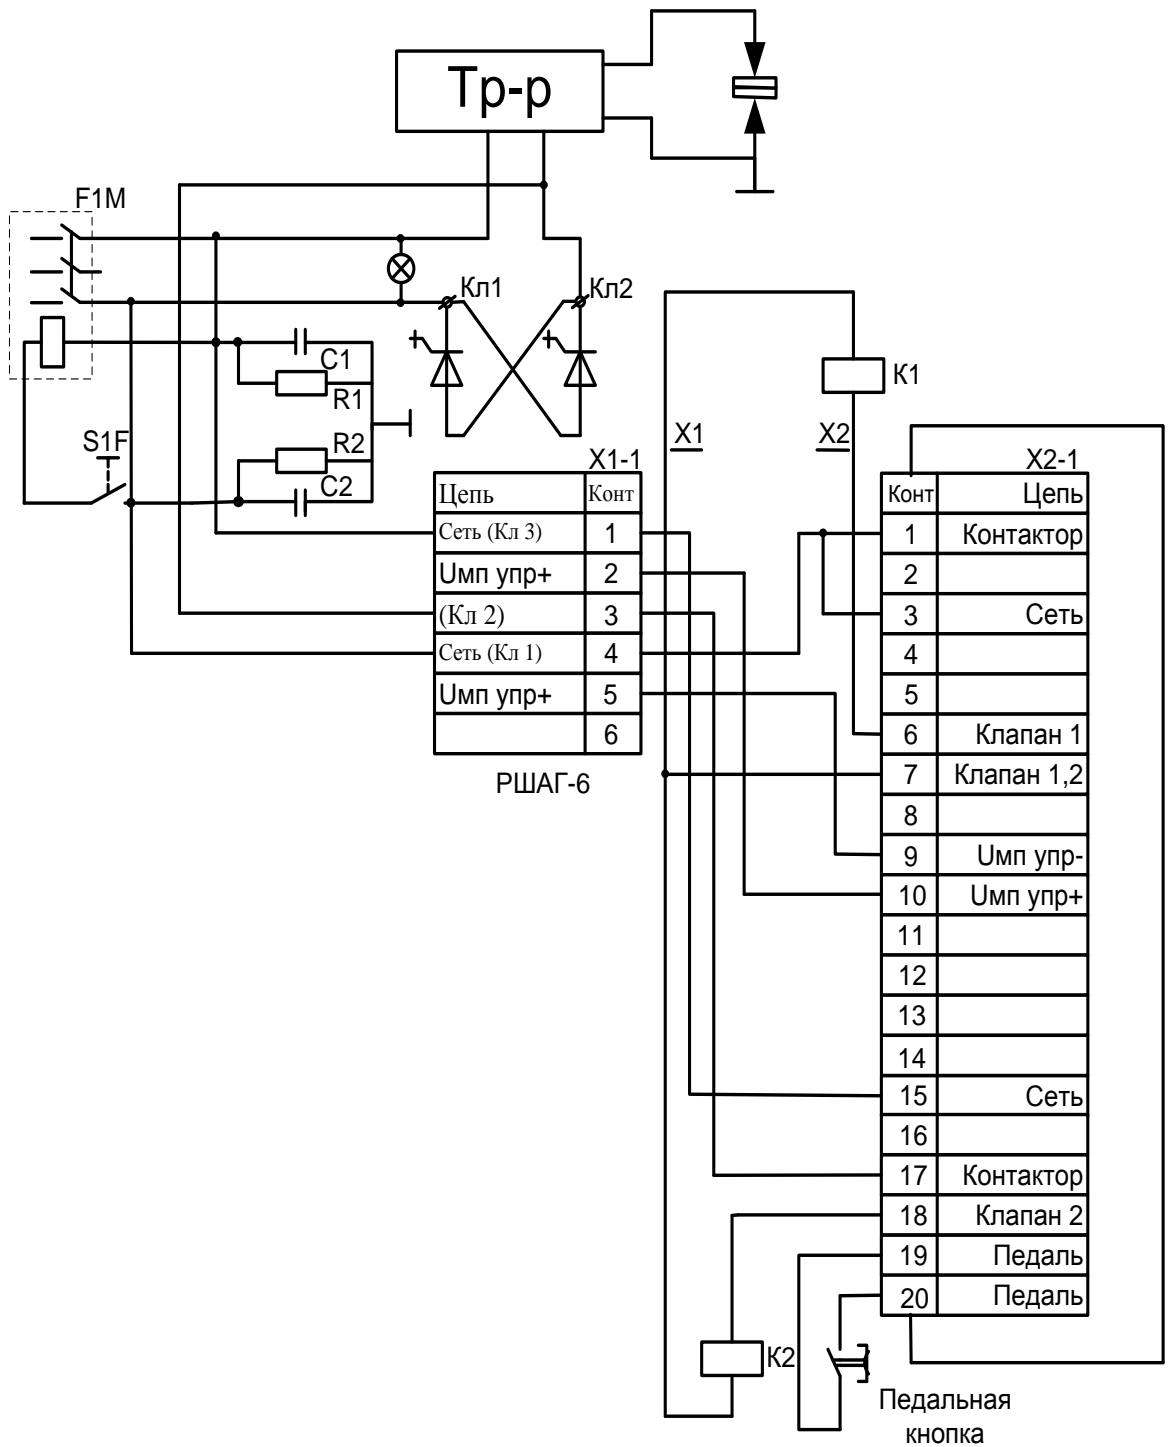 Тр-р
F1M
Кл1
Кл2
С1
R1
К1
S1F
R2
С2
X1
X2
X1-1
Цепь Конт
Сеть (Кл 3) 1
Uмп упр+ 2
(Кл 2) 3
Сеть (Кл 1) 4
Uмп упр+ 5
6
РШАГ-6
X2-1
Конт Цепь
1 Контактор
2
3 Сеть
4
5
6 Клапан 1
7 Клапан 1,2
8
9 Uмп упр-
10 Uмп упр+
11
12
13
14
15 Сеть
16
17 Контактор
18 Клапан 2
19 Педаль
20 Педаль
К2
Педальная
кнопка